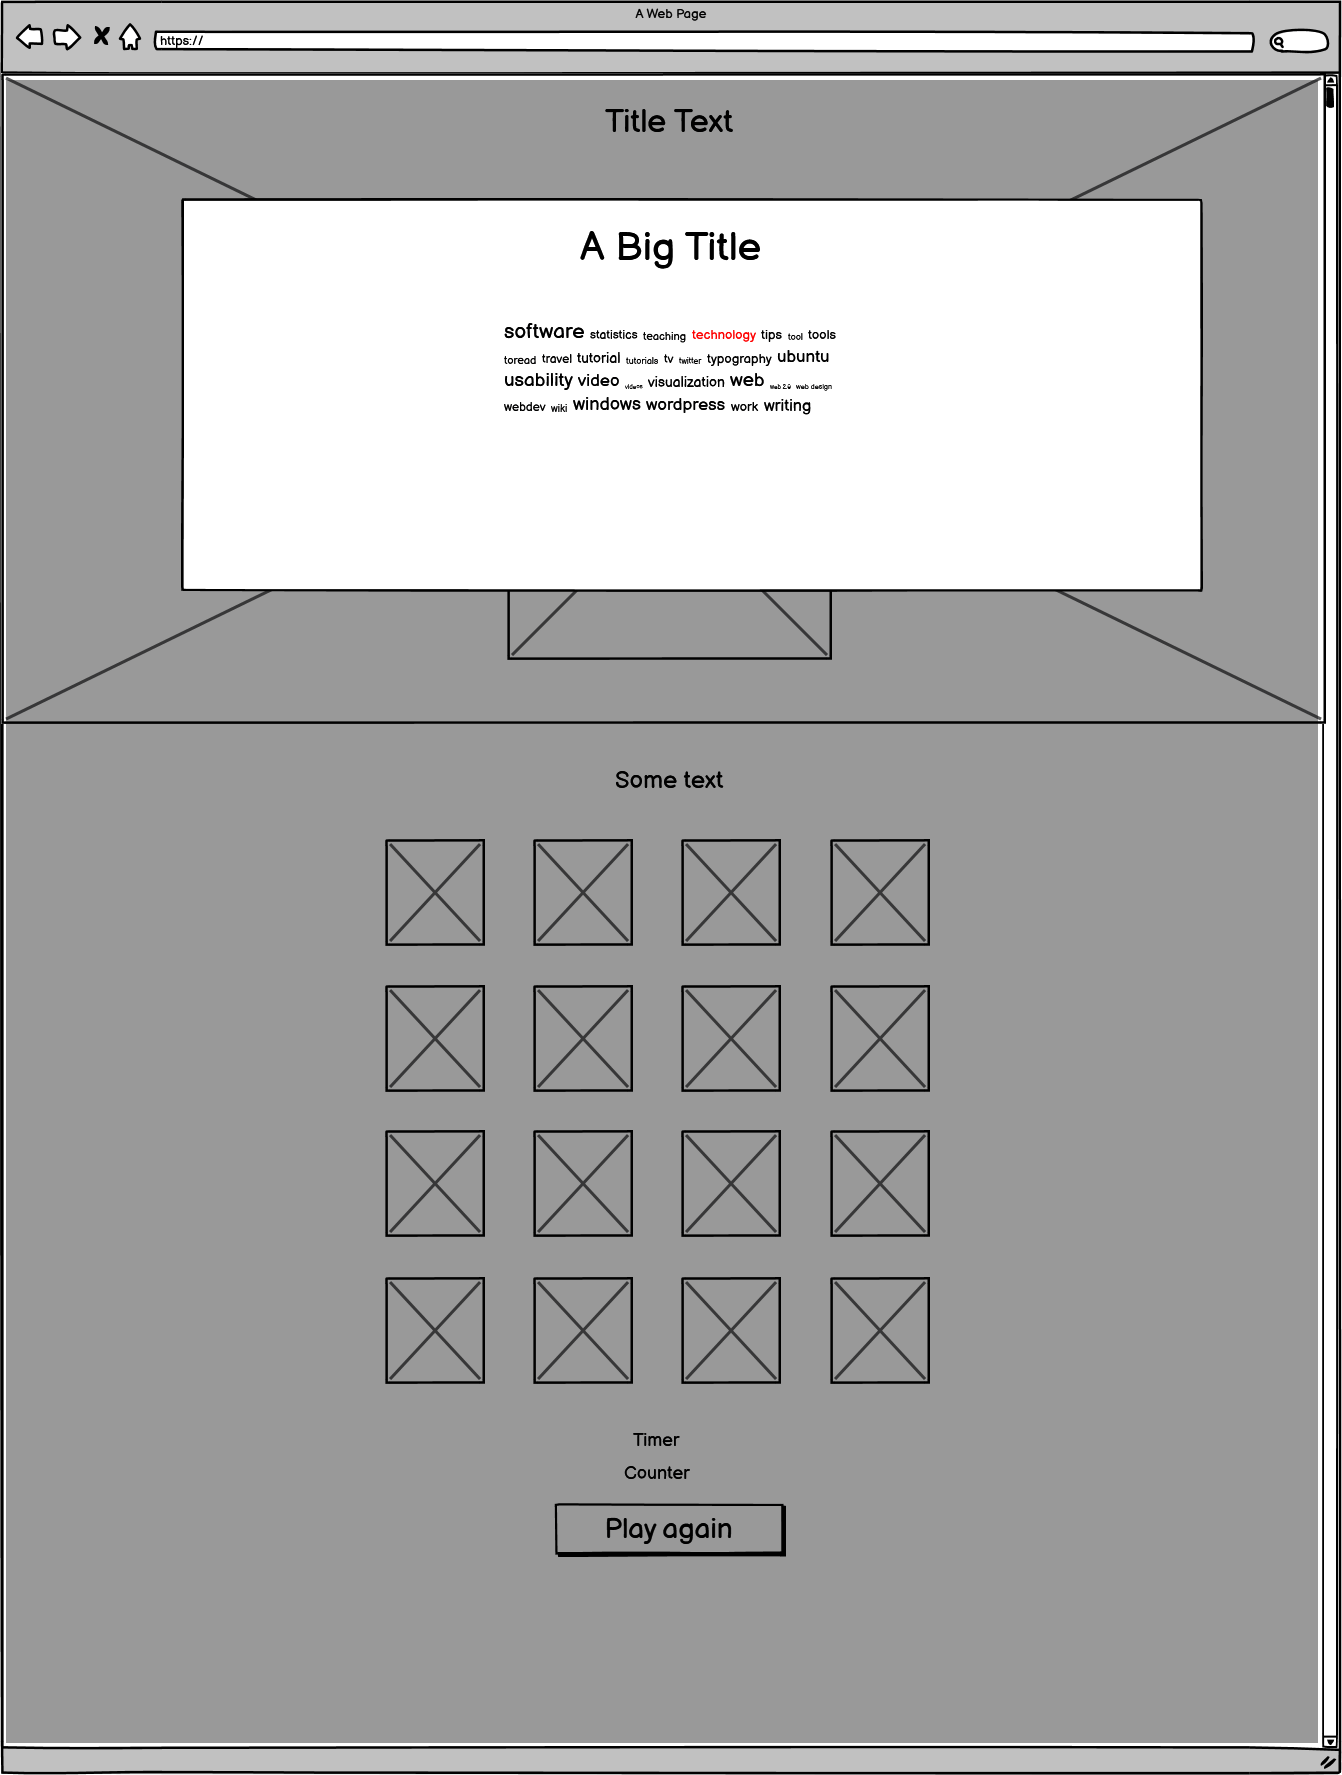 A Web Page
https://
Title Text
A Big Title
software statistics teaching technology tips tool tools
toread travel tutorial tutorials tv twitter typography ubuntu
usability video videos visualization web web2.0 web design
webdev wiki windows wordpress work writing
Some text
Timer
Counter
Play again